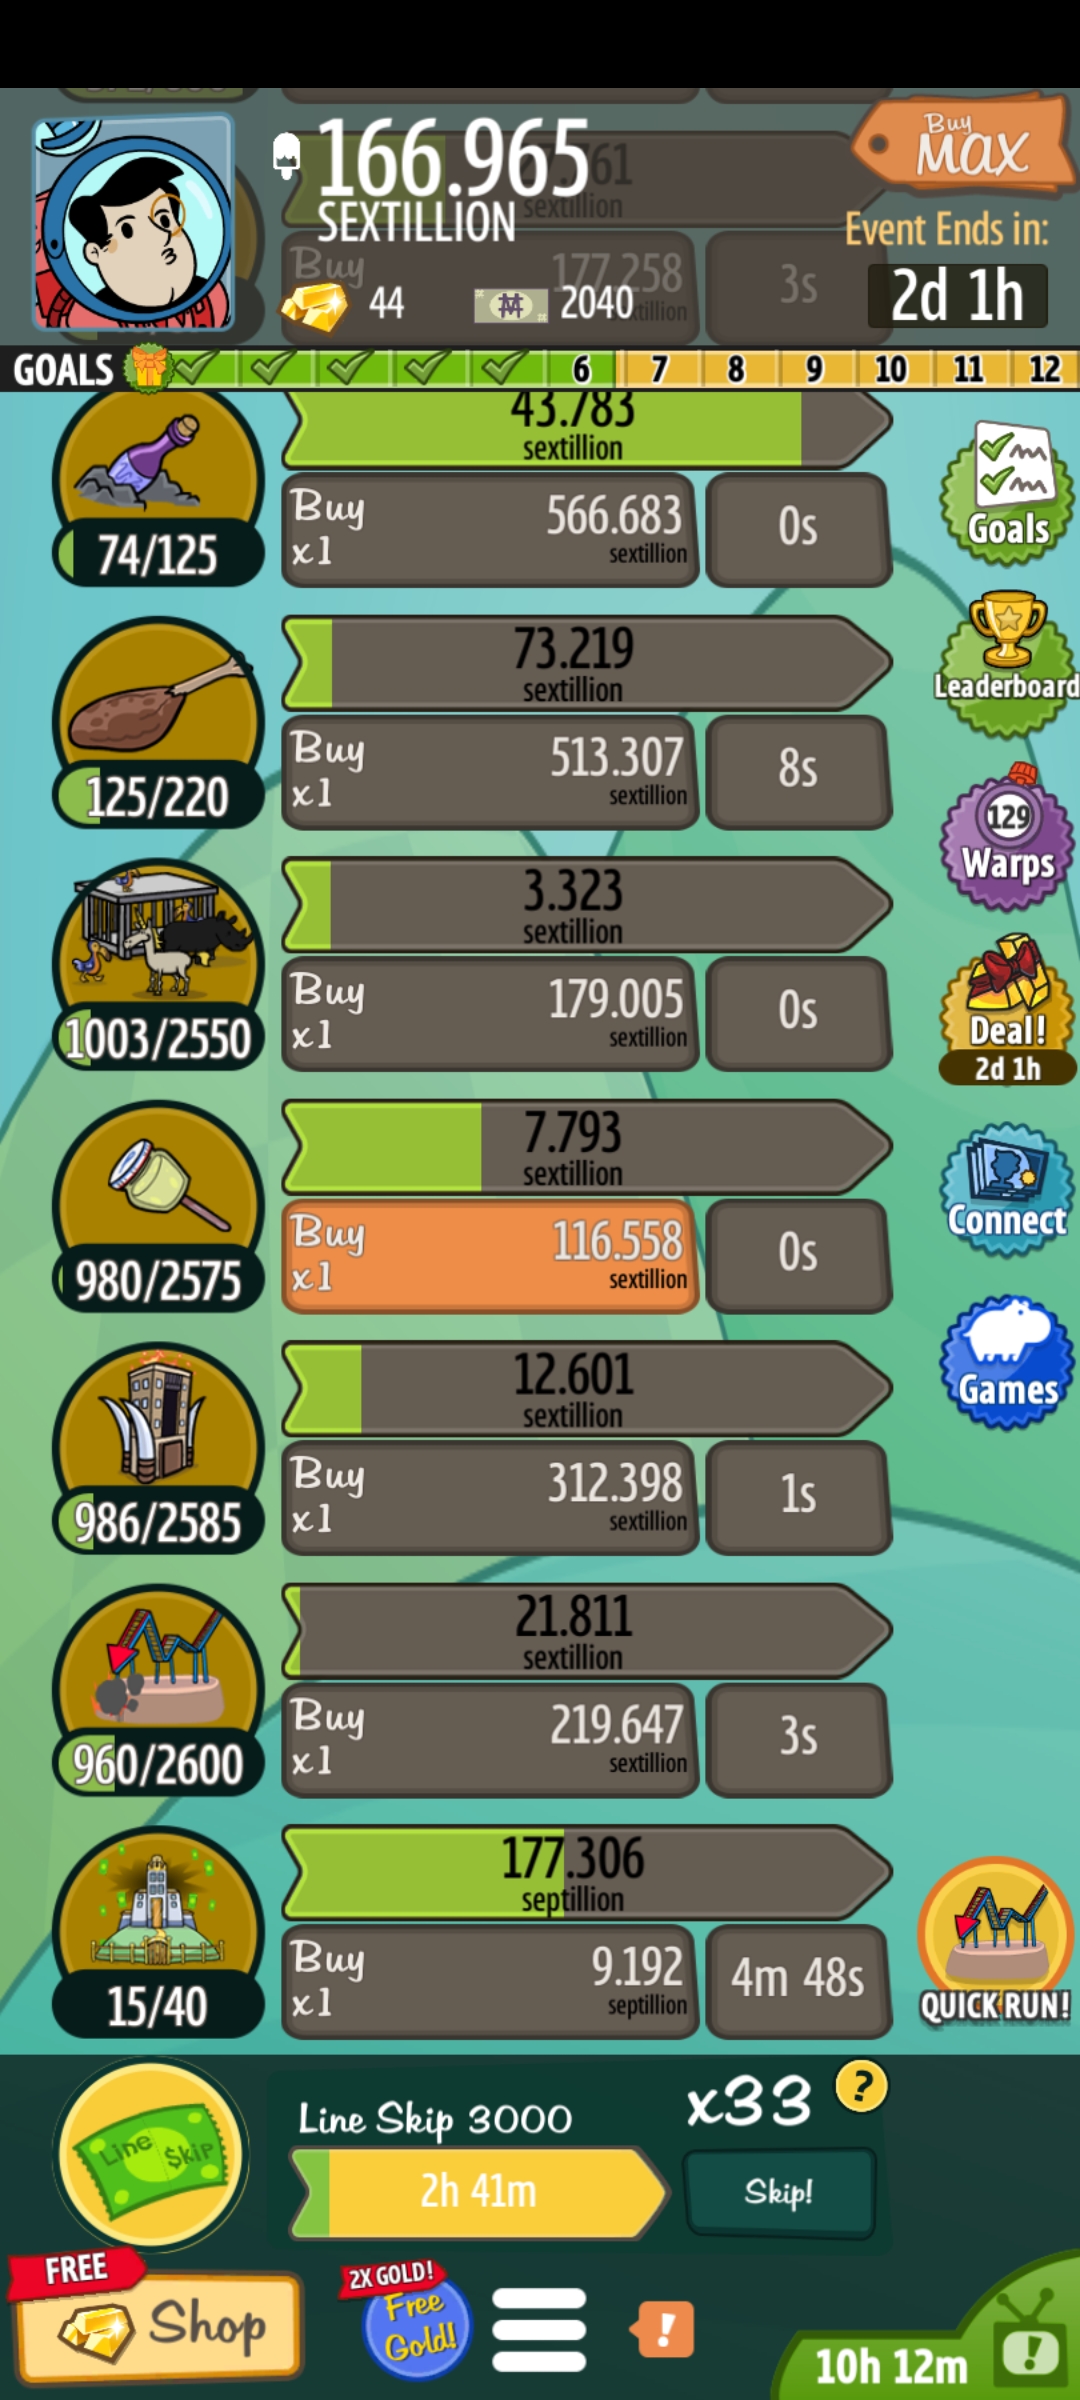 166.965
SEXTILLION
Buy
MAX
Event Ends in:
2d 1h
sextillion
Buy
177.258
3s
44
2040
GOALS
6
7
8
9
10
11
12
43.783
sextillion
74/125
Buy
x1
566.683
sextillion
0s
Goals
73.219
sextillion
125/220
Buy
x1
513.307
sextillion
8s
Leaderboard
3.323
sextillion
1003/2550
Buy
x1
179.005
sextillion
0s
129
Warps
Deal!
2d 1h
7.793
sextillion
980/2575
Buy
x1
116.558
sextillion
0s
Connect
12.601
sextillion
986/2585
Buy
x1
312.398
sextillion
1s
Games
21.811
sextillion
960/2600
Buy
x1
219.647
sextillion
3s
177.306
septillion
15/40
Buy
x1
9.192
septillion
4m 48s
QUICK RUN!
Line Skip
Line Skip 3000
2h 41m
x33
?
Skip!
FREE
Shop
2X GOLD!
Free
Gold!
!
10h 12m
!